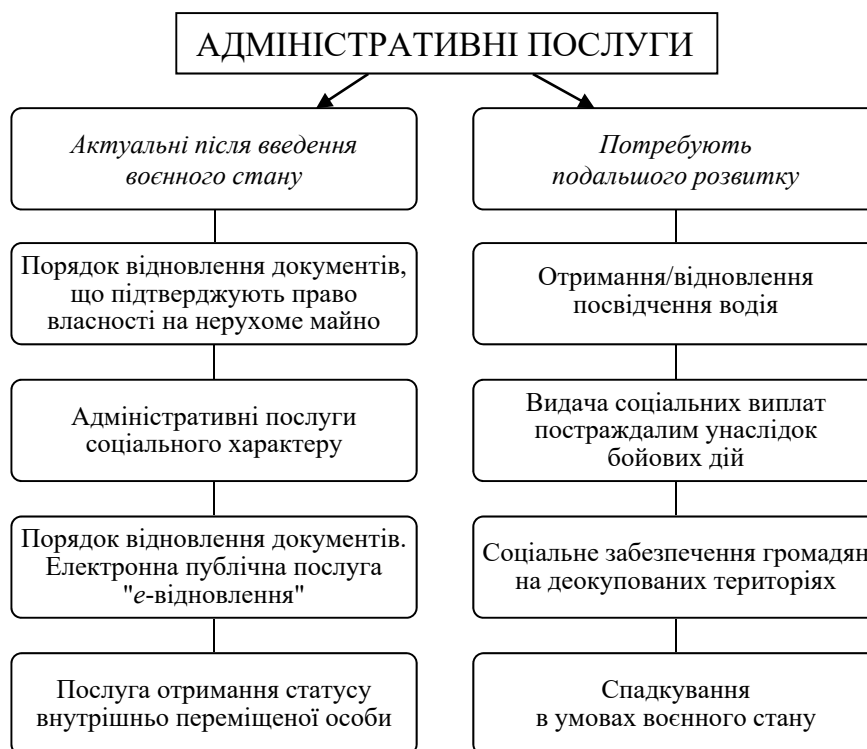 АДМІНІСТРАТИВНІ ПОСЛУГИ
Актуальні після введення
воєнного стану
Порядок відновлення документів,
що підтверджують право
власності на нерухоме майно
Адміністративні послуги
соціального характеру
Порядок відновлення документів.
Електронна публічна послуга
"е-відновлення"
Послуга отримання статусу
внутрішньо переміщеної особи
Потребують
подальшого розвитку
Отримання/відновлення
посвідчення водія
Видача соціальних виплат
постраждалим унаслідок
бойових дій
Соціальне забезпечення громадян
на деокупованих територіях
Спадкування
в умовах воєнного стану